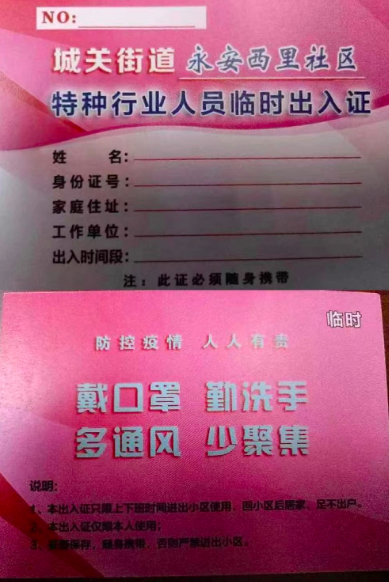 NO:
城关街道 永安西里社区
特种行业人员临时出入证
姓 名:
身份证号:
家庭住址:
工作单位:
出入时间段:
注：此证必须随身携带
临时
防控疫情 人人有责
戴口罩 勤洗手
多通风 少聚集
说明:
1、本出入证只限上下班时间进出小区使用，回小区后居家、足不出户。
2、本出入证仅限本人使用；
3、妥善保存，随身携带，否则严禁进出小区。